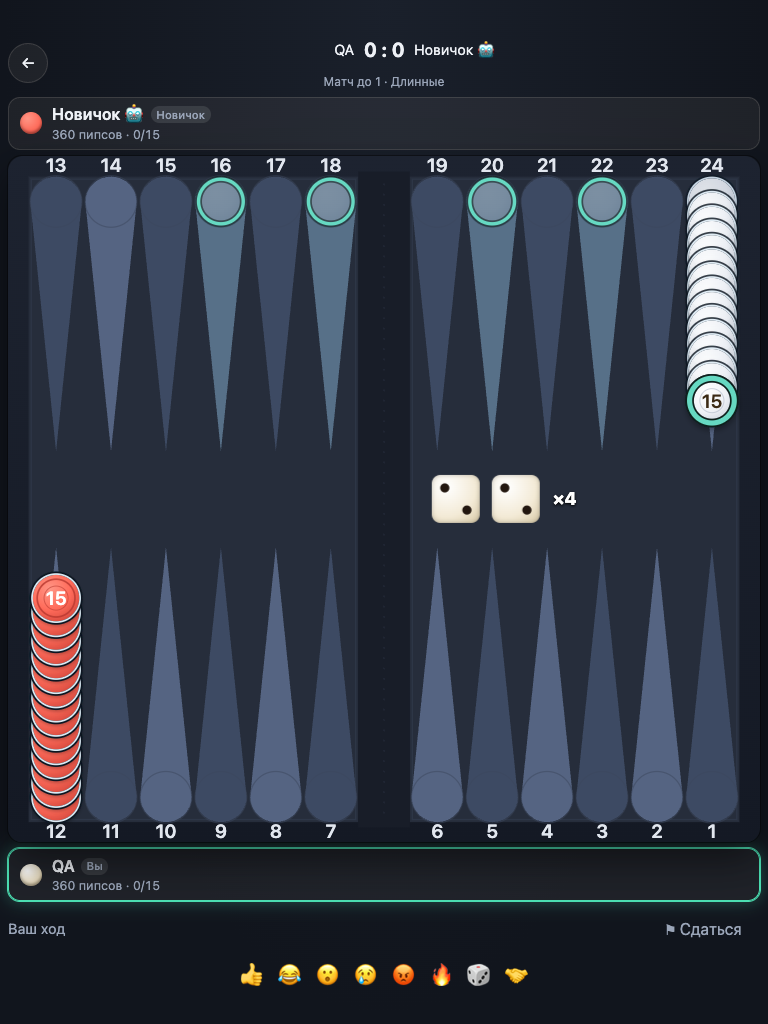 QA 0 : 0 Новичок
Матч до 1 · Длинные
Новичок Новичок
360 пипсов · 0/15
13 14 15 16 17 18 19 20 21 22 23 24
15
×4
15
12 11 10 9 8 7 6 5 4 3 2 1
QA Вы
360 пипсов · 0/15
Ваш ход
Сдаться